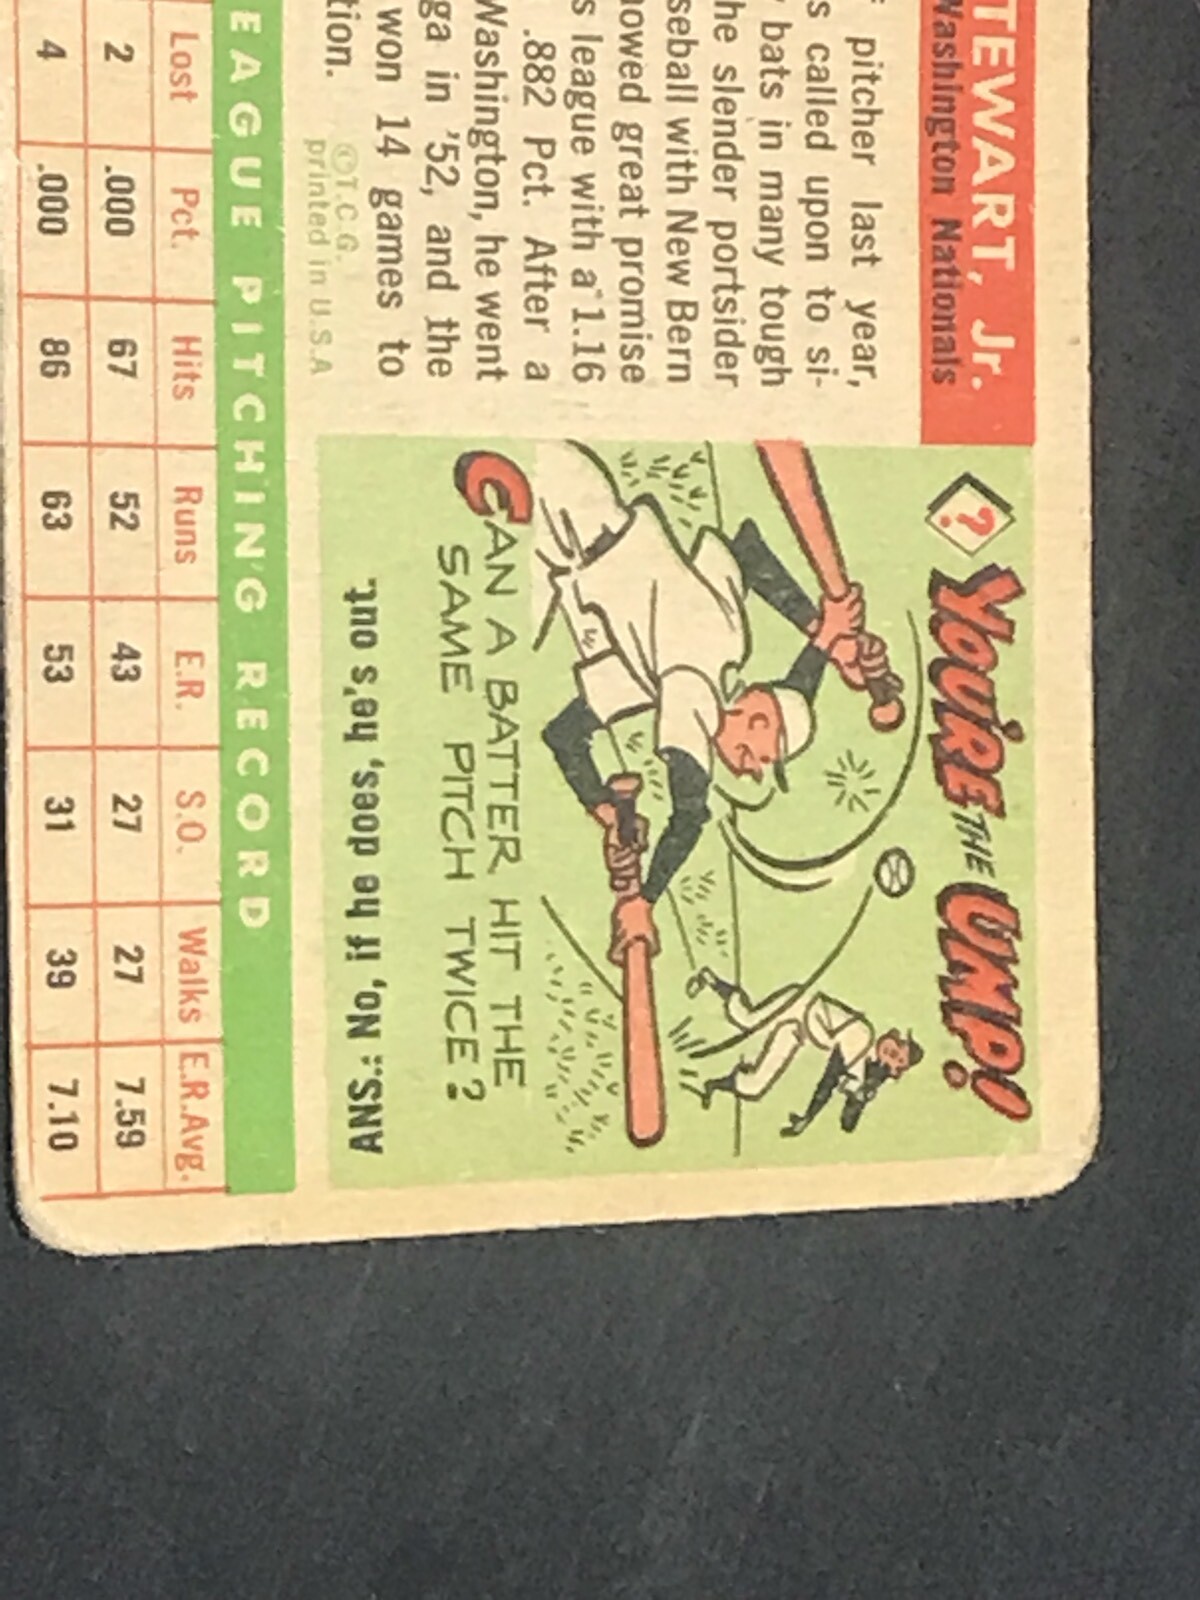 TEWART, Jr.
Washington Nationals
pitcher last year,
s called upon to si-
bats in many tough
he slender portsider
seball with New Bern
howed great promise
s league with a 1.16
.882 Pct. After a
Washington, he went
ga in '52, and the
won 14 games to
tion.
©T.C.G.
printed in U.S.A
?
YOU'RE THE UMP!
CAN A BATTER HIT THE
SAME PITCH TWICE?
ANS.: No, if he does, he's out
EAGUE PITCHING RECORD
Lost Pct. Hits Runs E.R. S.O. Walks E.R.Avg.
2 .000 67 52 43 27 27 7.59
4 .000 86 63 53 31 39 7.10